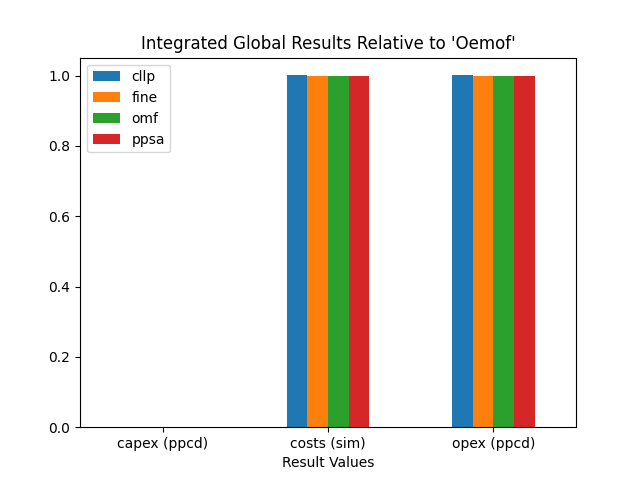 Integrated Global Results Relative to 'Oemof'
cllp
fine
omf
ppsa
1.0
0.8
0.6
0.4
0.2
0.0
capex (ppcd)
costs (sim)
opex (ppcd)
Result Values